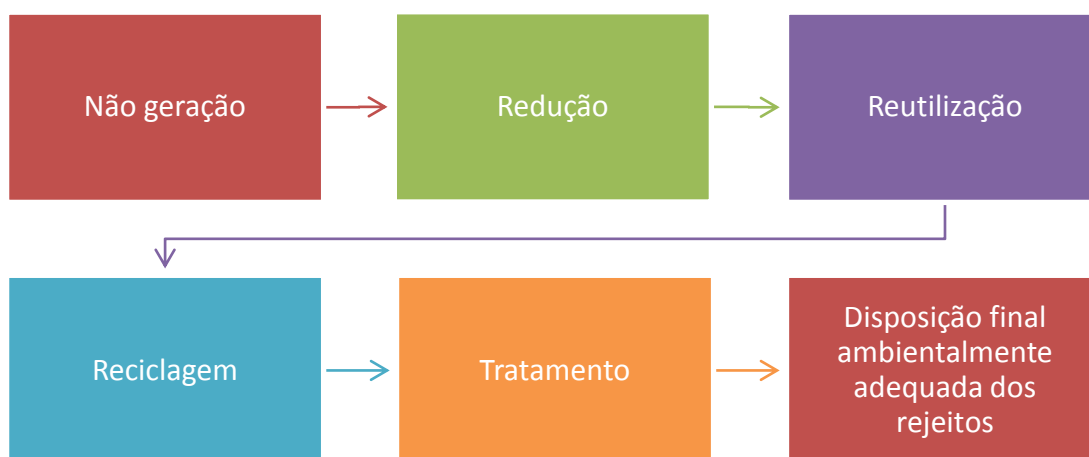 Não geração
Redução
Reutilização
Reciclagem
Tratamento
Disposição final
ambientalmente
adequada dos
rejeitos